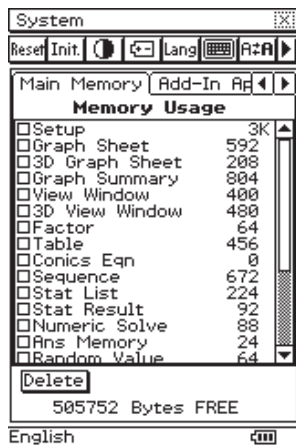 System
Reset Init. Lang
Main Memory Add-In Ap
Memory Usage
Setup 3K
Graph Sheet 592
3D Graph Sheet 208
Graph Summary 804
View Window 400
3D View Window 480
Factor 64
Table 456
Conics Eqn 0
Sequence 672
Stat List 224
Stat Result 92
Numeric Solve 88
Ans Memory 24
Random Value 64
Delete
505752 Bytes FREE
English